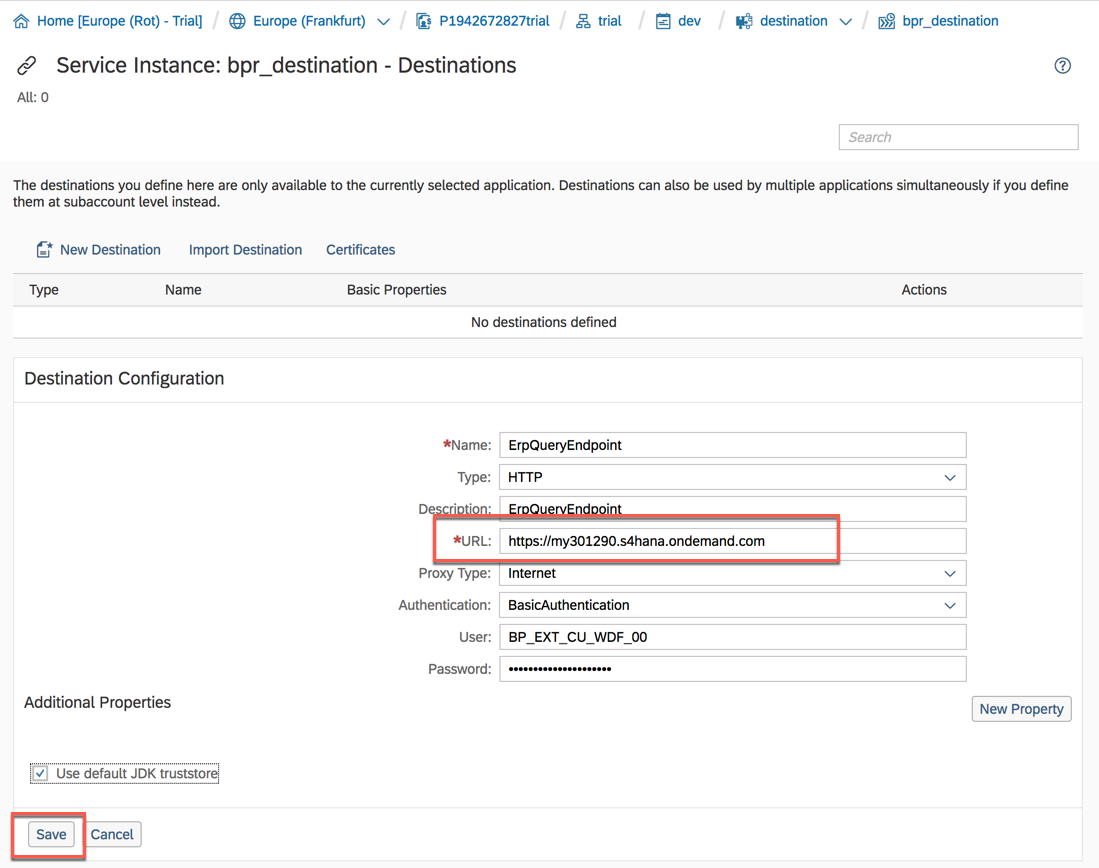 Home [Europe (Rot) - Trial] / Europe (Frankfurt) / P1942672827trial / trial / dev / destination / bpr_destination
Service Instance: bpr_destination - Destinations
All: 0
Search
The destinations you define here are only available to the currently selected application. Destinations can also be used by multiple applications simultaneously if you define
them at subaccount level instead.
New Destination Import Destination Certificates
Type Name Basic Properties Actions
No destinations defined
Destination Configuration
*Name: ErpQueryEndpoint
Type: HTTP
Description: ErpQueryEndpoint
*URL: https://my301290.s4hana.ondemand.com
Proxy Type: Internet
Authentication: BasicAuthentication
User: BP_EXT_CU_WDF_00
Password: •••••••••••••••••••••
Additional Properties
New Property
Use default JDK truststore
Save Cancel